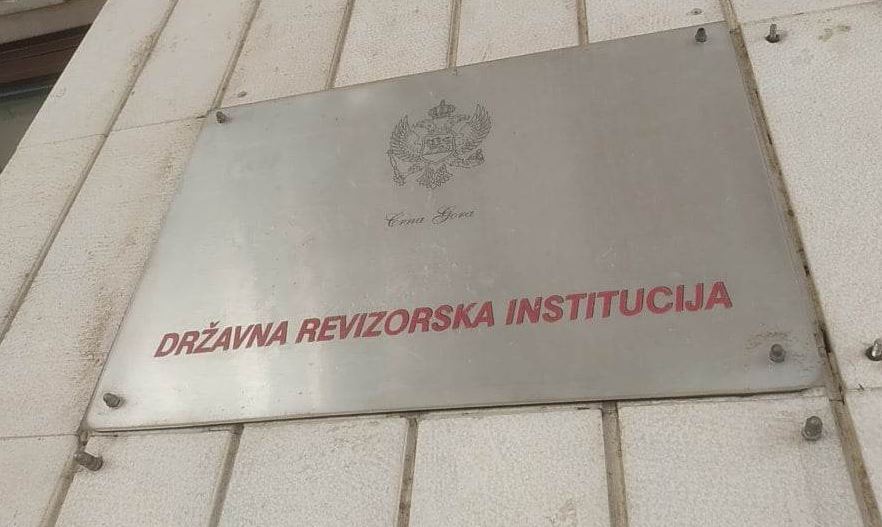 Crna Gora
DRŽAVNA REVIZORSKA INSTITUCIJA